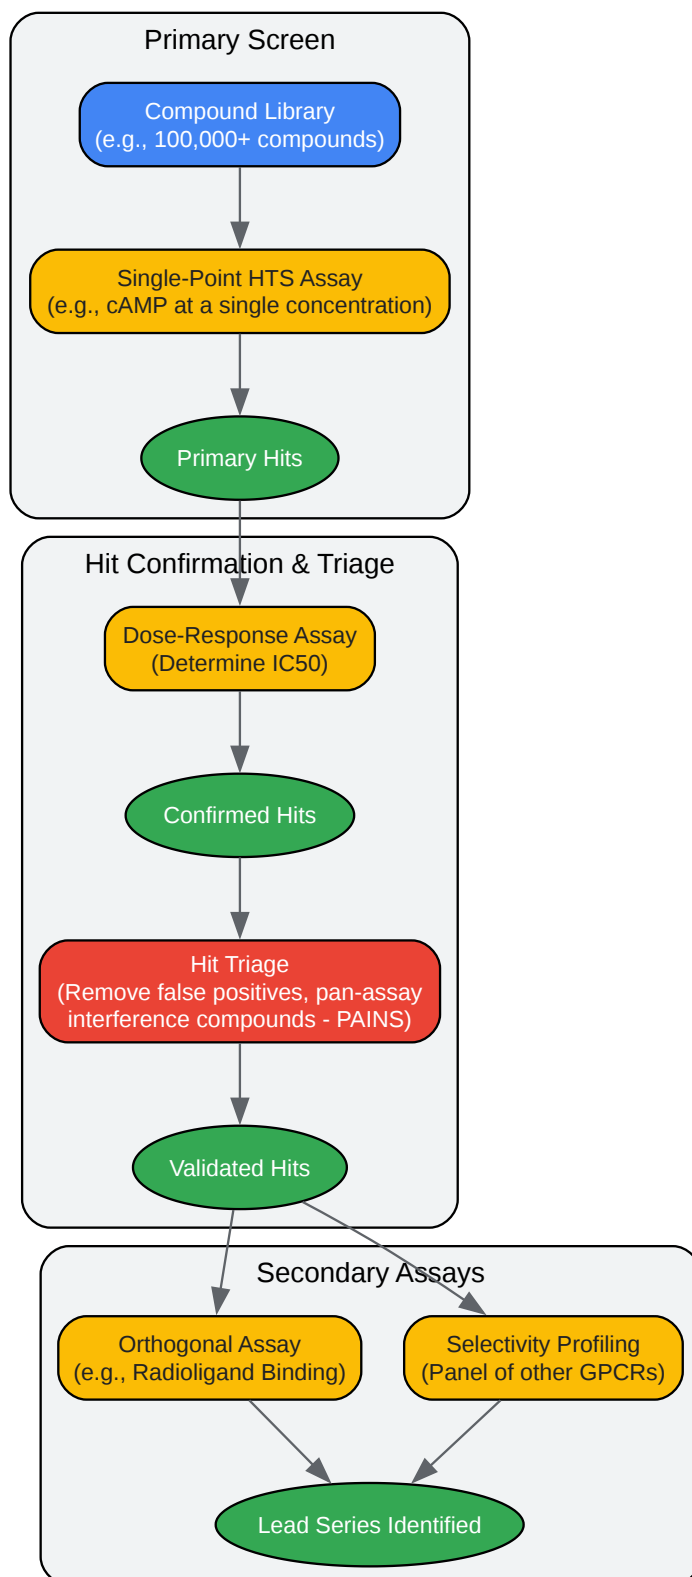 Primary Screen
Compound Library
(e.g., 100,000+ compounds)
Single-Point HTS Assay
(e.g., cAMP at a single concentration)
Primary Hits
Hit Confirmation & Triage
Dose-Response Assay
(Determine IC50)
Confirmed Hits
Hit Triage
(Remove false positives, pan-assay
interference compounds - PAINS)
Validated Hits
Secondary Assays
Orthogonal Assay
(e.g., Radioligand Binding)
Selectivity Profiling
(Panel of other GPCRs)
Lead Series Identified